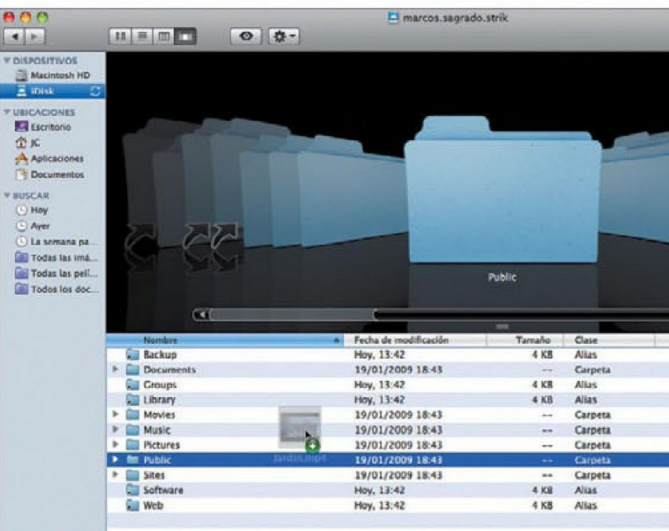 marcos.sagrado.strik
DISPOSITIVOS
Macintosh HD
iDisk
UBICACIONES
Escritorio
JC
Aplicaciones
Documentos
BUSCAR
Hoy
Ayer
La semana pa...
Todas las imá...
Todas las pelí...
Todos los doc...
Public
Nombre Fecha de modificación Tamaño Clase
Backup Hoy, 13:42 4 KB Alias
Documents 19/01/2009 18:43 -- Carpeta
Groups Hoy, 13:42 4 KB Alias
Library Hoy, 13:42 4 KB Alias
Movies 19/01/2009 18:43 -- Carpeta
Music 19/01/2009 18:43 -- Carpeta
Pictures 19/01/2009 18:43 -- Carpeta
Jardin.mp4
Public 19/01/2009 18:43 -- Carpeta
Sites 19/01/2009 18:43 -- Carpeta
Software Hoy, 13:42 4 KB Alias
Web Hoy, 13:42 4 KB Alias